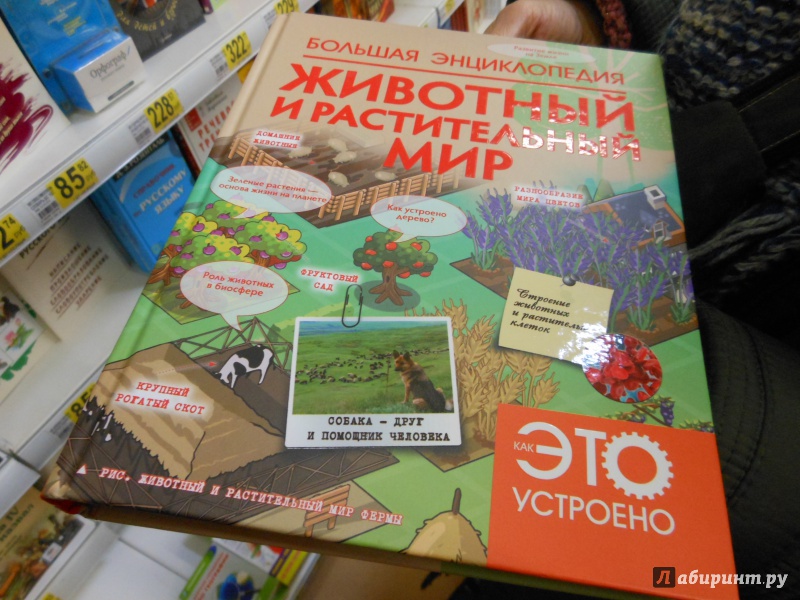 БОЛЬШАЯ ЭНЦИКЛОПЕДИЯ
ЖИВОТНЫЙ
И РАСТИТЕЛЬНЫЙ
МИР
ДОМАШНИЕ
ЖИВОТНЫЕ
Зеленые растения —
основа жизни на планете
Как устроено
дерево?
РАЗНООБРАЗИЕ
МИРА ЦВЕТОВ
Роль животных
в биосфере
ФРУКТОВЫЙ
САД
Строение
животных
и растительных
клеток
КРУПНЫЙ
РОГАТЫЙ СКОТ
СОБАКА — ДРУГ
И ПОМОЩНИК ЧЕЛОВЕКА
РИС. ЖИВОТНЫЙ И РАСТИТЕЛЬНЫЙ МИР ФЕРМЫ
КАК
ЭТО
УСТРОЕНО
322
228
85
Лабиринт.ру